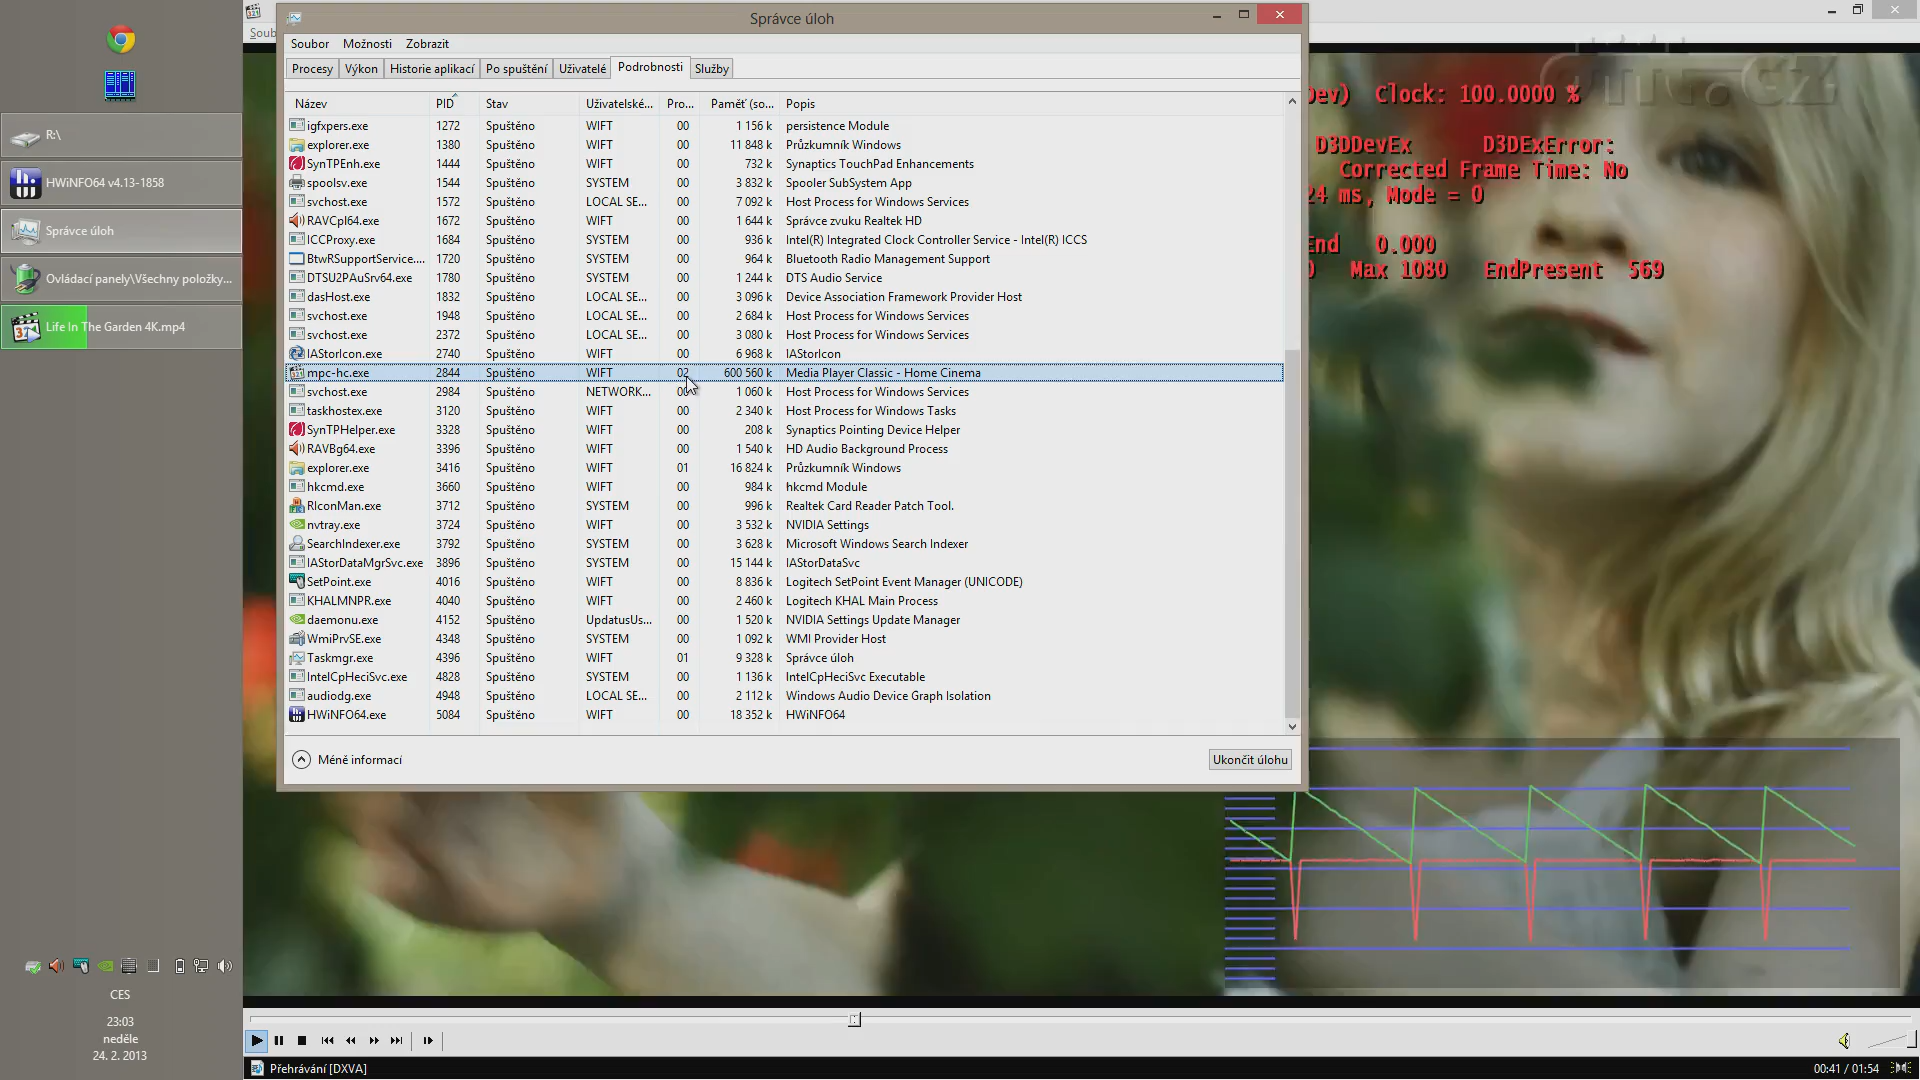 R:\
HWiNFO64 v4.13-1858
Správce úloh
Ovládací panely\Všechny položky...
Life In The Garden 4K.mp4
CES
23:03
neděle
24. 2. 2013
Správce úloh
Soubor Možnosti Zobrazit
Procesy Výkon Historie aplikací Po spuštění Uživatelé Podrobnosti Služby
Název PID Stav Uživatelské... Pro... Paměť (so... Popis
igfxpers.exe 1272 Spuštěno WIFT 00 1 156 k persistence Module
explorer.exe 1380 Spuštěno WIFT 00 11 848 k Průzkumník Windows
SynTPEnh.exe 1444 Spuštěno WIFT 00 732 k Synaptics TouchPad Enhancements
spoolsv.exe 1544 Spuštěno SYSTEM 00 3 832 k Spooler SubSystem App
svchost.exe 1572 Spuštěno LOCAL SE... 00 7 092 k Host Process for Windows Services
RAVCpl64.exe 1672 Spuštěno WIFT 00 1 644 k Správce zvuku Realtek HD
ICCProxy.exe 1684 Spuštěno SYSTEM 00 936 k Intel(R) Integrated Clock Controller Service - Intel(R) ICCS
BtwRSupportService.... 1720 Spuštěno SYSTEM 00 964 k Bluetooth Radio Management Support
DTSU2PAuSrv64.exe 1780 Spuštěno SYSTEM 00 1 244 k DTS Audio Service
dasHost.exe 1832 Spuštěno LOCAL SE... 00 3 096 k Device Association Framework Provider Host
svchost.exe 1948 Spuštěno LOCAL SE... 00 2 684 k Host Process for Windows Services
svchost.exe 2372 Spuštěno LOCAL SE... 00 3 080 k Host Process for Windows Services
IAStorIcon.exe 2740 Spuštěno WIFT 00 6 968 k IAStorIcon
mpc-hc.exe 2844 Spuštěno WIFT 02 600 560 k Media Player Classic - Home Cinema
svchost.exe 2984 Spuštěno NETWORK... 00 1 060 k Host Process for Windows Services
taskhostex.exe 3120 Spuštěno WIFT 00 2 340 k Host Process for Windows Tasks
SynTPHelper.exe 3328 Spuštěno WIFT 00 208 k Synaptics Pointing Device Helper
RAVBg64.exe 3396 Spuštěno WIFT 00 1 540 k HD Audio Background Process
explorer.exe 3416 Spuštěno WIFT 01 16 824 k Průzkumník Windows
hkcmd.exe 3660 Spuštěno WIFT 00 984 k hkcmd Module
RIconMan.exe 3712 Spuštěno SYSTEM 00 996 k Realtek Card Reader Patch Tool.
nvtray.exe 3724 Spuštěno WIFT 00 3 532 k NVIDIA Settings
SearchIndexer.exe 3792 Spuštěno SYSTEM 00 3 628 k Microsoft Windows Search Indexer
IAStorDataMgrSvc.exe 3896 Spuštěno SYSTEM 00 15 144 k IAStorDataSvc
SetPoint.exe 4016 Spuštěno WIFT 00 8 836 k Logitech SetPoint Event Manager (UNICODE)
KHALMNPR.exe 4040 Spuštěno WIFT 00 2 460 k Logitech KHAL Main Process
daemonu.exe 4152 Spuštěno UpdatusUs... 00 1 520 k NVIDIA Settings Update Manager
WmiPrvSE.exe 4348 Spuštěno SYSTEM 00 1 092 k WMI Provider Host
Taskmgr.exe 4396 Spuštěno WIFT 01 9 328 k Správce úloh
IntelCpHeciSvc.exe 4828 Spuštěno SYSTEM 00 1 136 k IntelCpHeciSvc Executable
audiodg.exe 4948 Spuštěno LOCAL SE... 00 2 112 k Windows Audio Device Graph Isolation
HWiNFO64.exe 5084 Spuštěno WIFT 00 18 352 k HWiNFO64
Méně informací Ukončit úlohu
Soub
Dev) Clock: 100.0000 %
D3DDevEx D3DExError:
Corrected Frame Time: No
24 ms, Mode = 0
End 0.000
0 Max 1080 EndPresent 569
Přehrávání [DXVA] 00:41 / 01:54